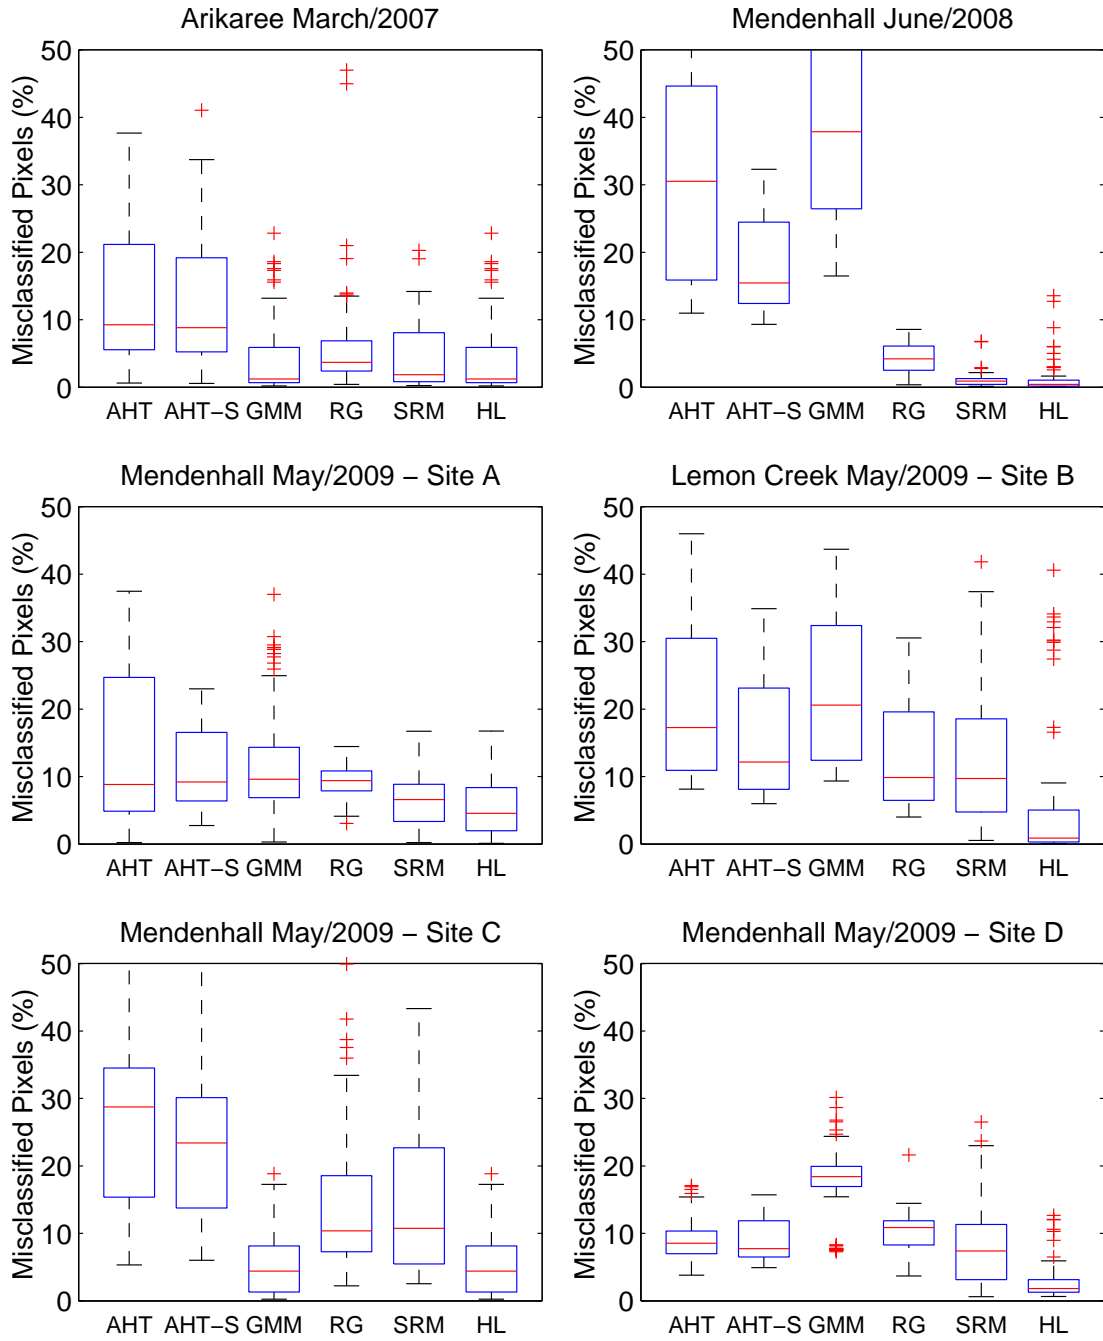 Arikaree March/2007
Misclassified Pixels (%)
50
40
30
20
10
0
AHT AHT−S GMM RG SRM HL
Mendenhall June/2008
Misclassified Pixels (%)
50
40
30
20
10
0
AHT AHT−S GMM RG SRM HL
Mendenhall May/2009 − Site A
Misclassified Pixels (%)
50
40
30
20
10
0
AHT AHT−S GMM RG SRM HL
Lemon Creek May/2009 − Site B
Misclassified Pixels (%)
50
40
30
20
10
0
AHT AHT−S GMM RG SRM HL
Mendenhall May/2009 − Site C
Misclassified Pixels (%)
50
40
30
20
10
0
AHT AHT−S GMM RG SRM HL
Mendenhall May/2009 − Site D
Misclassified Pixels (%)
50
40
30
20
10
0
AHT AHT−S GMM RG SRM HL